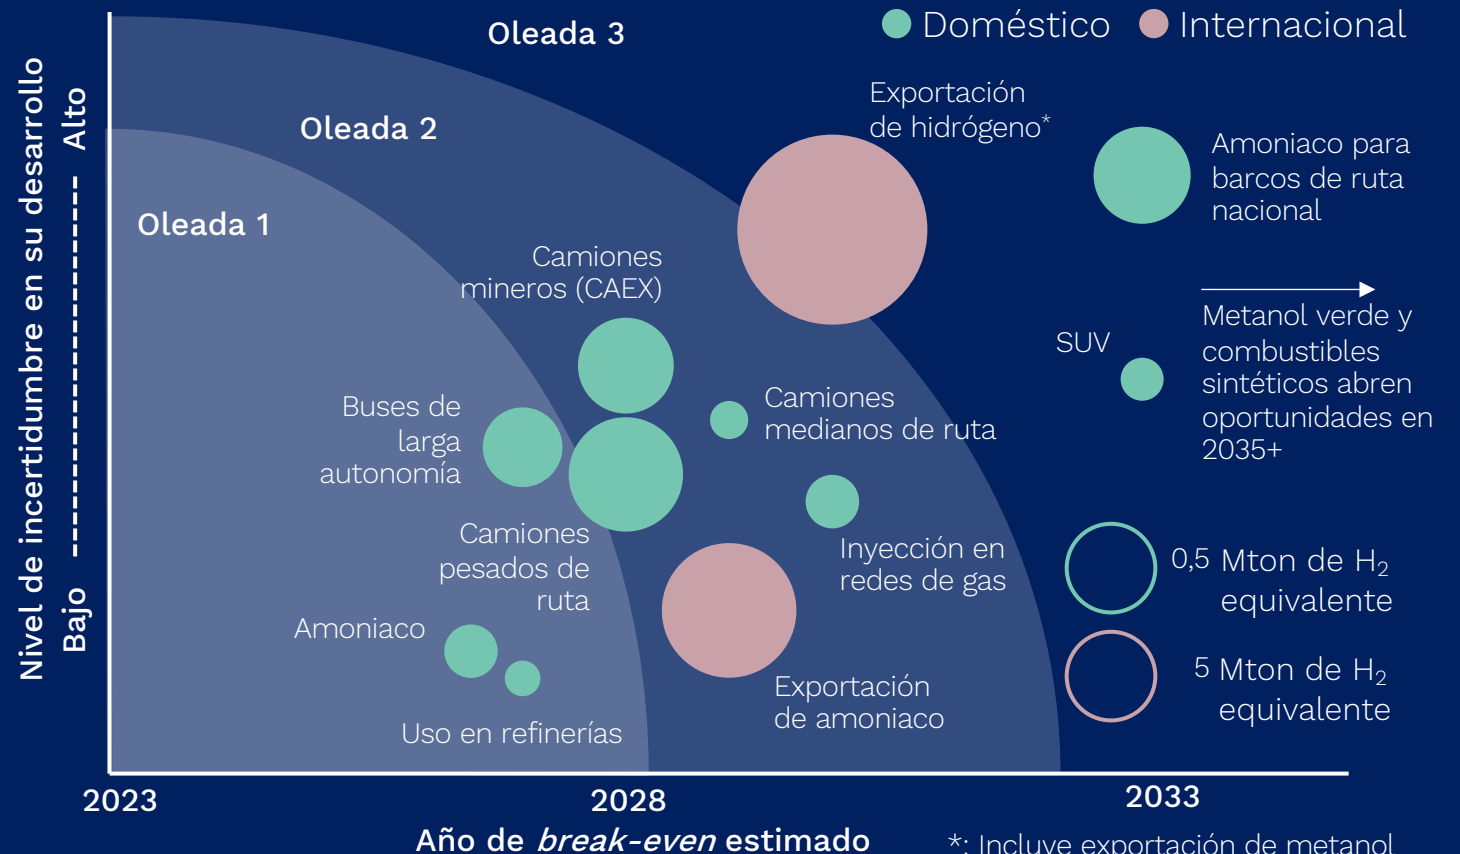 Oleada 3
Doméstico
Internacional
Oleada 2
Oleada 1
Nivel de incertidumbre en su desarrollo
Alto
Bajo
Exportación
de hidrógeno*
Amoniaco para
barcos de ruta
nacional
Camiones
mineros (CAEX)
Metanol verde y
combustibles
sintéticos abren
oportunidades en
2035+
SUV
Buses de
larga
autonomía
Camiones
medianos de ruta
Camiones
pesados de
ruta
Inyección en
redes de gas
0,5 Mton de H₂
equivalente
Amoniaco
Uso en refinerías
Exportación
de amoniaco
5 Mton de H₂
equivalente
2023
2028
2033
Año de break-even estimado
*: Incluye exportación de metanol